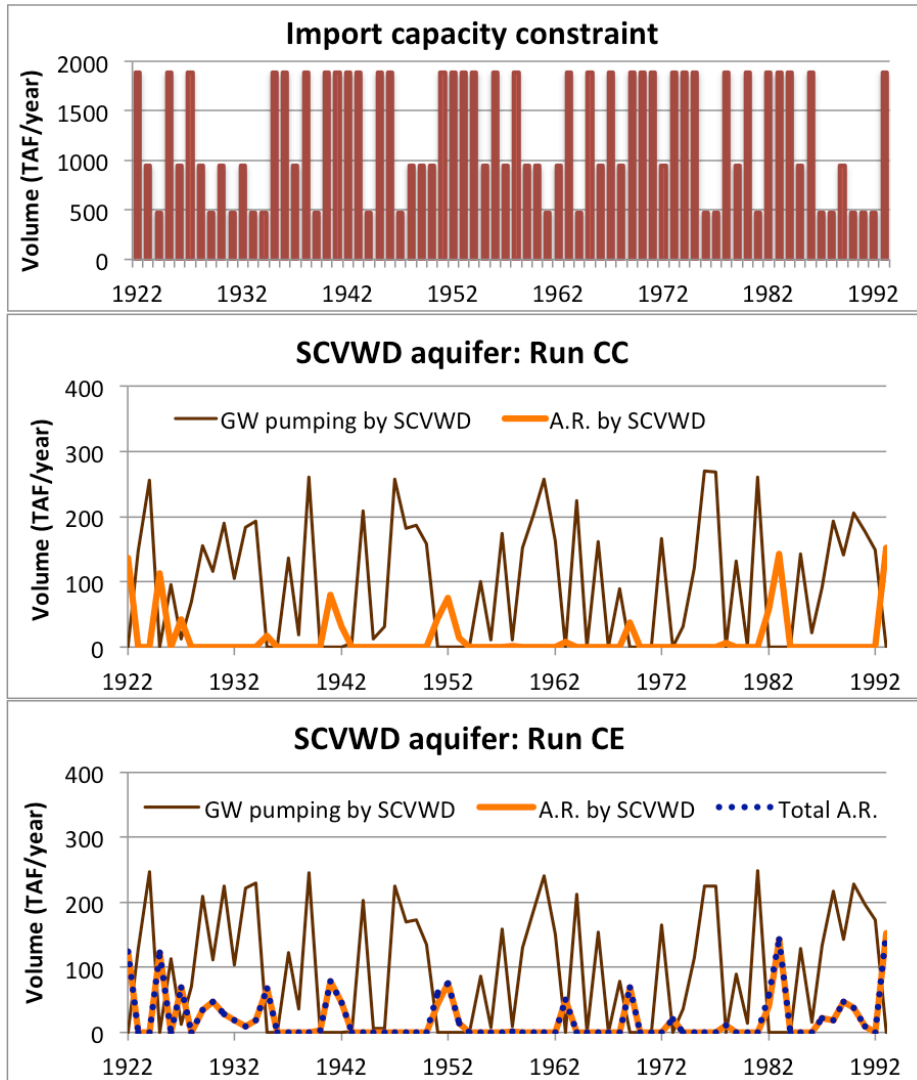 Import capacity constraint
Volume (TAF/year)
2000
1500
1000
500
0
1922 1932 1942 1952 1962 1972 1982 1992
SCVWD aquifer: Run CC
Volume (TAF/year)
400
GW pumping by SCVWD A.R. by SCVWD
300
200
100
0
1922 1932 1942 1952 1962 1972 1982 1992
SCVWD aquifer: Run CE
Volume (TAF/year)
400
GW pumping by SCVWD A.R. by SCVWD Total A.R.
300
200
100
0
1922 1932 1942 1952 1962 1972 1982 1992